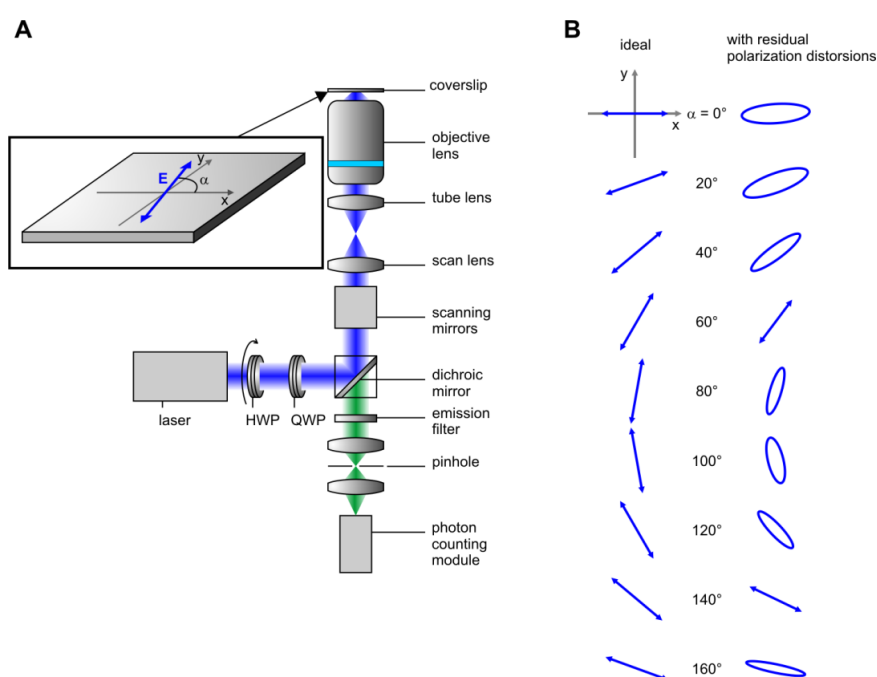 A
coverslip
objective
lens
tube lens
scan lens
scanning
mirrors
dichroic
mirror
emission
filter
pinhole
photon
counting
module
y
E
α
x
laser
HWP
QWP
B
ideal
with residual
polarization distorsions
y
x
α = 0°
20°
40°
60°
80°
100°
120°
140°
160°